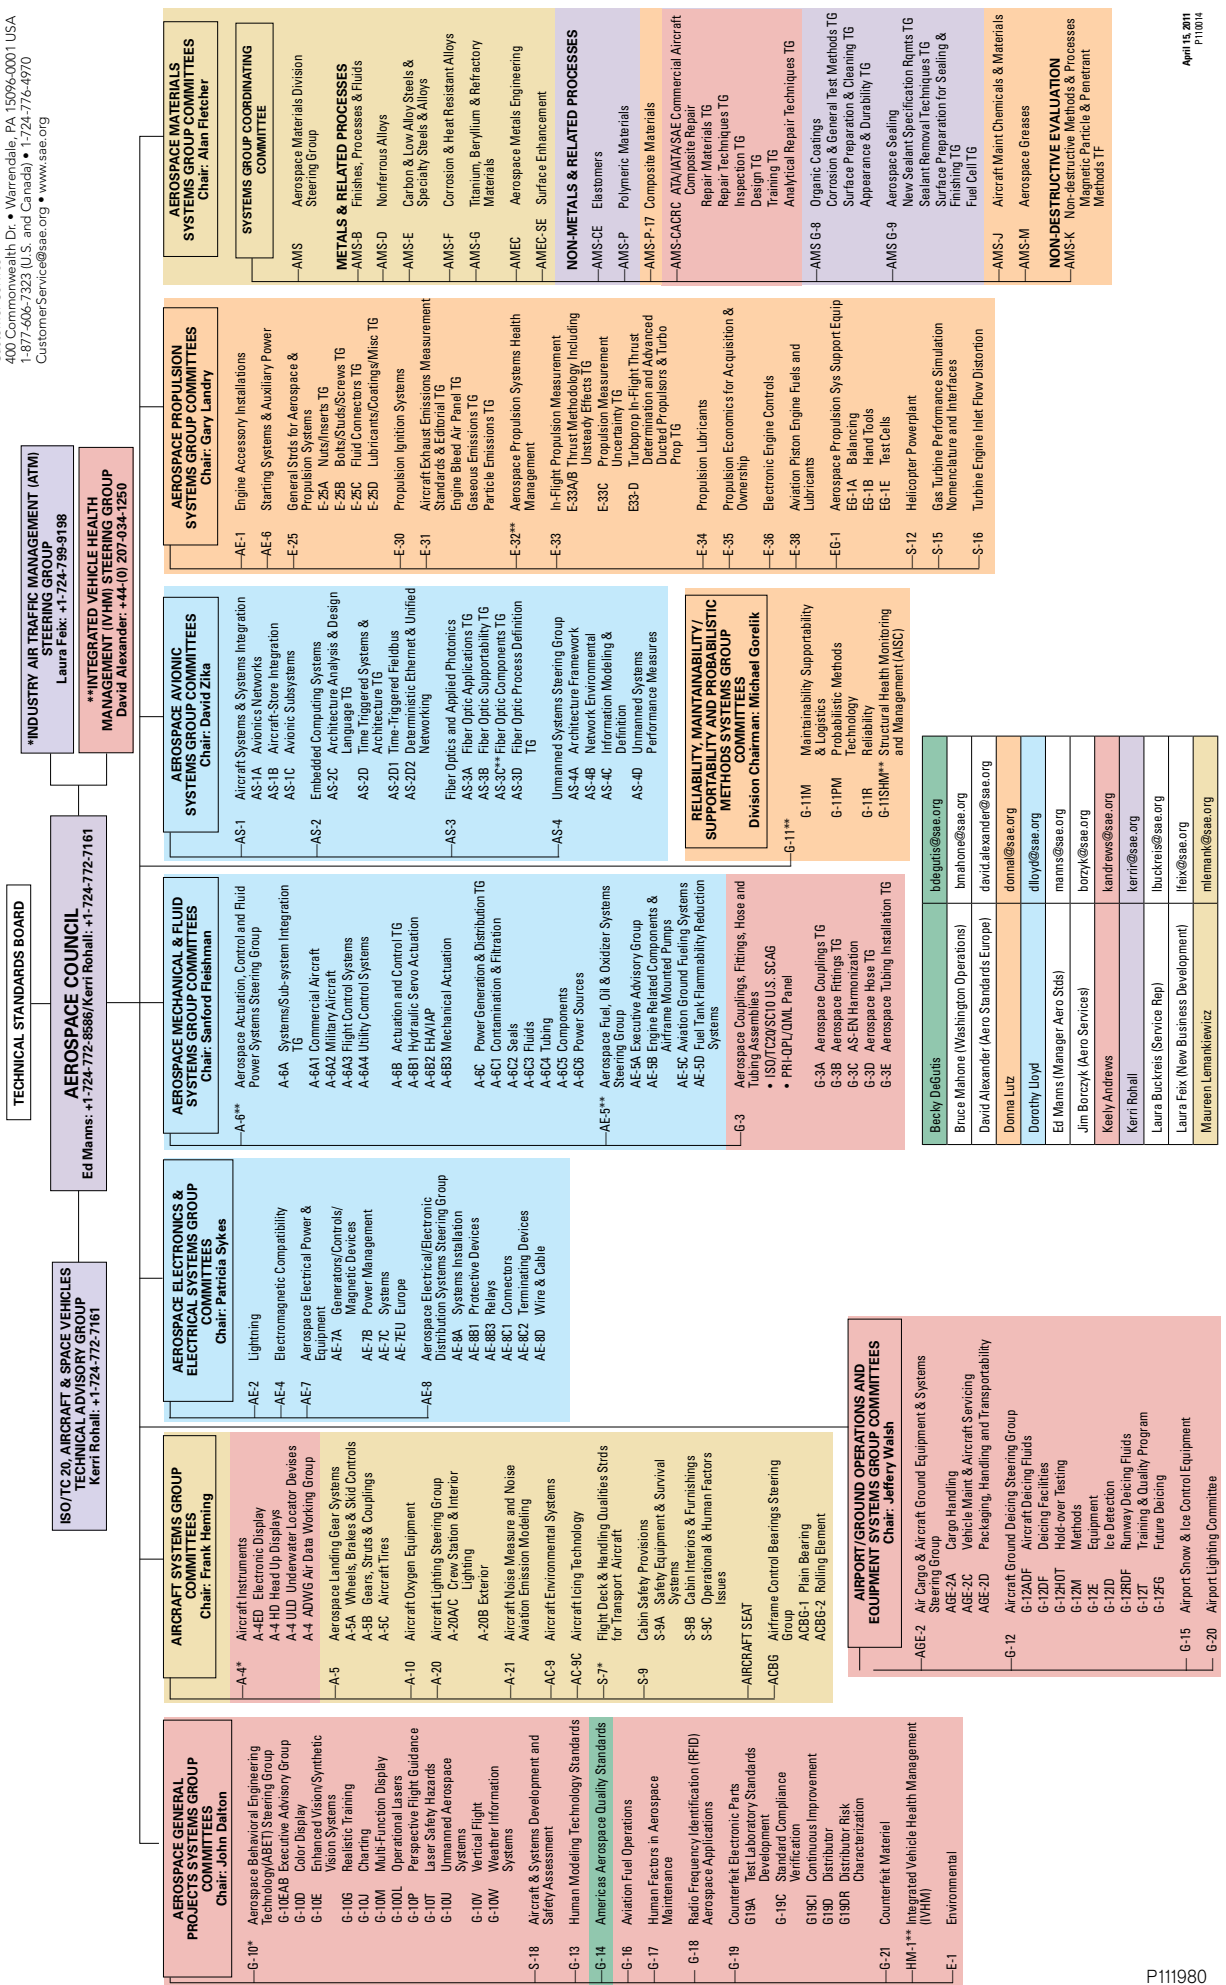 400 Commonwealth Dr. • Warrendale, PA 15096-0001 USA
1-877-606-7323 (U.S. and Canada) • 1-724-776-4970
CustomerService@sae.org • www.sae.org
TECHNICAL STANDARDS BOARD
AEROSPACE COUNCIL
Ed Manns: +1-724-772-8586/Kerri Rohall: +1-724-772-7161
ISO/TC 20, AIRCRAFT & SPACE VEHICLES
TECHNICAL ADVISORY GROUP
Kerri Rohall: +1-724-772-7161
*INDUSTRY AIR TRAFFIC MANAGEMENT (ATM)
STEERING GROUP
Laura Feix: +1-724-799-9198
**INTEGRATED VEHICLE HEALTH
MANAGEMENT (IVHM) STEERING GROUP
David Alexander: +44-(0) 207-034-1250
AEROSPACE GENERAL
PROJECTS SYSTEMS GROUP
COMMITTEES
Chair: John Dalton
G-10* Aerospace Behavioral Engineering
Technology(ABET) Steering Group
G-10EAB Executive Advisory Group
G-10D Color Display
G-10E Enhanced Vision/Synthetic
Vision Systems
G-10G Realistic Training
G-10J Charting
G-10M Multi-Function Display
G-10OL Operational Lasers
G-10P Perspective Flight Guidance
G-10T Laser Safety Hazards
G-10U Unmanned Aerospace
Systems
G-10V Vertical Flight
G-10W Weather Information
Systems
S-18 Aircraft & Systems Development and
Safety Assessment
G-13 Human Modeling Technology Standards
G-14 Americas Aerospace Quality Standards
G-16 Aviation Fuel Operations
G-17 Human Factors in Aerospace
Maintenance
G-18 Radio Frequency Identification (RFID)
Aerospace Applications
G-19 Counterfeit Electronic Parts
G19A Test Laboratory Standards
Development
G-19C Standard Compliance
Verification
G19CI Continuous Improvement
G19D Distributor
G19DR Distributor Risk
Characterization
G-21 Counterfeit Materiel
HM-1** Integrated Vehicle Health Management
(IVHM)
E-1 Environmental
AIRCRAFT SYSTEMS GROUP
COMMITTEES
Chair: Frank Heming
A-4* Aircraft Instruments
A-4ED Electronic Display
A-4 HD Head Up Displays
A-4 ULD Underwater Locator Devises
A-4 ADWG Air Data Working Group
A-5 Aerospace Landing Gear Systems
A-5A Wheels, Brakes & Skid Controls
A-5B Gears, Struts & Couplings
A-5C Aircraft Tires
A-10 Aircraft Oxygen Equipment
A-20 Aircraft Lighting Steering Group
A-20A/C Crew Station & Interior
Lighting
A-20B Exterior
A-21 Aircraft Noise Measure and Noise
Aviation Emission Modeling
AC-9 Aircraft Environmental Systems
AC-9C Aircraft Icing Technology
S-7* Flight Deck & Handling Qualities Strds
for Transport Aircraft
S-9 Cabin Safety Provisions
S-9A Safety Equipment & Survival
Systems
S-9B Cabin Interiors & Furnishings
S-9C Operational & Human Factors
Issues
AIRCRAFT SEAT
ACBG Airframe Control Bearings Steering
Group
ACBG-1 Plain Bearing
ACBG-2 Rolling Element
AEROSPACE ELECTRONICS &
ELECTRICAL SYSTEMS GROUP
COMMITTEES
Chair: Patricia Sykes
AE-2 Lightning
AE-4 Electromagnetic Compatibility
AE-7 Aerospace Electrical Power &
Equipment
AE-7A Generators/Controls/
Magnetic Devices
AE-7B Power Management
AE-7C Systems
AE-7EU Europe
AE-8 Aerospace Electrical/Electronic
Distribution Systems Steering Group
AE-8A Systems Installation
AE-8B1 Protective Devices
AE-8B3 Relays
AE-8C1 Connectors
AE-8C2 Terminating Devices
AE-8D Wire & Cable
AIRPORT/GROUND OPERATIONS AND
EQUIPMENT SYSTEMS GROUP COMMITTEES
Chair: Jeffery Walsh
AGE-2 Air Cargo & Aircraft Ground Equipment & Systems
Steering Group
AGE-2A Cargo Handling
AGE-2C Vehicle Maint & Aircraft Servicing
AGE-2D Packaging, Handling and Transportability
G-12 Aircraft Ground Deicing Steering Group
G-12ADF Aircraft Deicing Fluids
G-12DF Deicing Facilities
G-12HOT Hold-over Testing
G-12M Methods
G-12E Equipment
G-12ID Ice Detection
G-12RDF Runway Deicing Fluids
G-12T Training & Quality Program
G-12FG Future Deicing
G-15 Airport Snow & Ice Control Equipment
G-20 Airport Lighting Committee
AEROSPACE MECHANICAL & FLUID
SYSTEMS GROUP COMMITTEES
Chair: Sanford Fleishman
A-6** Aerospace Actuation, Control and Fluid
Power Systems Steering Group
A-6A Systems/Sub-system Integration
TG
A-6A1 Commercial Aircraft
A-6A2 Military Aircraft
A-6A3 Flight Control Systems
A-6A4 Utility Control Systems
A-6B Actuation and Control TG
A-6B1 Hydraulic Servo Actuation
A-6B2 EHA/IAP
A-6B3 Mechanical Actuation
A-6C Power Generation & Distribution TG
A-6C1 Contamination & Filtration
A-6C2 Seals
A-6C3 Fluids
A-6C4 Tubing
A-6C5 Components
A-6C6 Power Sources
AE-5** Aerospace Fuel, Oil & Oxidizer Systems
Steering Group
AE-5A Executive Advisory Group
AE-5B Engine Related Components &
Airframe Mounted Pumps
AE-5C Aviation Ground Fueling Systems
AE-5D Fuel Tank Flammability Reduction
Systems
G-3 Aerospace Couplings, Fittings, Hose and
Tubing Assemblies
• ISO/TC20/SC10 U.S. SCAG
• PRI-QPL/QML Panel
G-3A Aerospace Couplings TG
G-3B Aerospace Fittings TG
G-3C AS-EN Harmonization
G-3D Aerospace Hose TG
G-3E Aerospace Tubing Installation TG
AEROSPACE AVIONIC
SYSTEMS GROUP COMMITTEES
Chair: David Zika
AS-1 Aircraft Systems & Systems Integration
AS-1A Avionics Networks
AS-1B Aircraft-Store Integration
AS-1C Avionic Subsystems
AS-2 Embedded Computing Systems
AS-2C Architecture Analysis & Design
Language TG
AS-2D Time Triggered Systems &
Architecture TG
AS-2D1 Time-Triggered Fieldbus
AS-2D2 Deterministic Ethernet & Unified
Networking
AS-3 Fiber Optics and Applied Photonics
AS-3A Fiber Optic Applications TG
AS-3B Fiber Optic Supportability TG
AS-3C** Fiber Optic Components TG
AS-3D Fiber Optic Process Definition
TG
AS-4 Unmanned Systems Steering Group
AS-4A Architecture Framework
AS-4B Network Environmental
AS-4C Information Modeling &
Definition
AS-4D Unmanned Systems
Performance Measures
RELIABILITY, MAINTAINABILITY/
SUPPORTABILITY AND PROBABILISTIC
METHODS SYSTEMS GROUP
COMMITTEES
Division Chairman: Michael Gorelik
G-11**
G-11M Maintainability Supportability
& Logistics
G-11PM Probabilistic Methods
Technology
G-11R Reliability
G-11SHM** Structural Health Monitoring
and Management (AISC)
AEROSPACE PROPULSION
SYSTEMS GROUP COMMITTEES
Chair: Gary Landry
AE-1 Engine Accessory Installations
AE-6 Starting Systems & Auxiliary Power
E-25 General Strds for Aerospace &
Propulsion Systems
E-25A Nuts/Inserts TG
E-25B Bolts/Studs/Screws TG
E-25C Fluid Connectors TG
E-25D Lubricants/Coatings/Misc TG
E-30 Propulsion Ignition Systems
E-31 Aircraft Exhaust Emissions Measurement
Standards & Editorial TG
Engine Bleed Air Panel TG
Gaseous Emissions TG
Particle Emissions TG
E-32** Aerospace Propulsion Systems Health
Management
E-33 In-Flight Propulsion Measurement
E-33A/B Thrust Methodology Including
Unsteady Effects TG
E-33C Propulsion Measurement
Uncertainty TG
E33-D Turboprop In-Flight Thrust
Determination and Advanced
Ducted Propulsors & Turbo
Prop TG
E-34 Propulsion Lubricants
E-35 Propulsion Economics for Acquisition &
Ownership
E-36 Electronic Engine Controls
E-38 Aviation Piston Engine Fuels and
Lubricants
EG-1 Aerospace Propulsion Sys Support Equip
EG-1A Balancing
EG-1B Hand Tools
EG-1E Test Cells
S-12 Helicopter Powerplant
S-15 Gas Turbine Performance Simulation
Nomenclature and Interfaces
S-16 Turbine Engine Inlet Flow Distortion
AEROSPACE MATERIALS
SYSTEMS GROUP COMMITTEES
Chair: Alan Fletcher
SYSTEMS GROUP COORDINATING
COMMITTEE
AMS Aerospace Materials Division
Steering Group
METALS & RELATED PROCESSES
AMS-B Finishes, Processes & Fluids
AMS-D Nonferrous Alloys
AMS-E Carbon & Low Alloy Steels &
Specialty Steels & Alloys
AMS-F Corrosion & Heat Resistant Alloys
AMS-G Titanium, Beryllium & Refractory
Materials
AMEC Aerospace Metals Engineering
AMEC-SE Surface Enhancement
NON-METALS & RELATED PROCESSES
AMS-CE Elastomers
AMS-P Polymeric Materials
AMS-P-17 Composite Materials
AMS-CACRC ATA/IATA/SAE Commercial Aircraft
Composite Repair
Repair Materials TG
Repair Techniques TG
Inspection TG
Design TG
Training TG
Analytical Repair Techniques TG
AMS G-8 Organic Coatings
Corrosion & General Test Methods TG
Surface Preparation & Cleaning TG
Appearance & Durability TG
AMS G-9 Aerospace Sealing
New Sealant Specification Rqmts TG
Sealant Removal Techniques TG
Surface Preparation for Sealing &
Finishing TG
Fuel Cell TG
AMS-J Aircraft Maint Chemicals & Materials
AMS-M Aerospace Greases
NON-DESTRUCTIVE EVALUATION
AMS-K Non-destructive Methods & Processes
Magnetic Particle & Penetrant
Methods TF
Becky DeGutis bdegutis@sae.org
Bruce Mahon (Washington Operations) bmahone@sae.org
David Alexander (Aero Standards Europe) david.alexander@sae.org
Donna Lutz donnal@sae.org
Dorothy Lloyd dlloyd@sae.org
Ed Manns (Manage Aero Stds) manns@sae.org
Jim Borczyk (Aero Services) borzyk@sae.org
Keely Andrews kandrews@sae.org
Kerri Rohall kerrir@sae.org
Laura Buckreis (Service Rep) lbuckreis@sae.org
Laura Feix (New Business Development) lfeix@sae.org
Maureen Lemankiewicz mlemank@sae.org
April 15, 2011
P110014
P111980